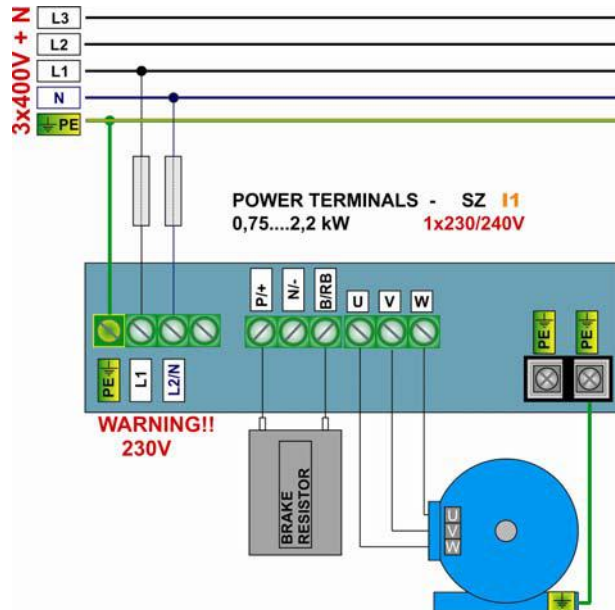 3x400V + N
L3
L2
L1
N
PE
POWER TERMINALS - SZ I1
0,75....2,2 kW 1x230/240V
P/+
N/-
B/RB
U
V
W
PE
PE
PE
L1
L2/N
WARNING!!
230V
BRAKE
RESISTOR
U
V
W